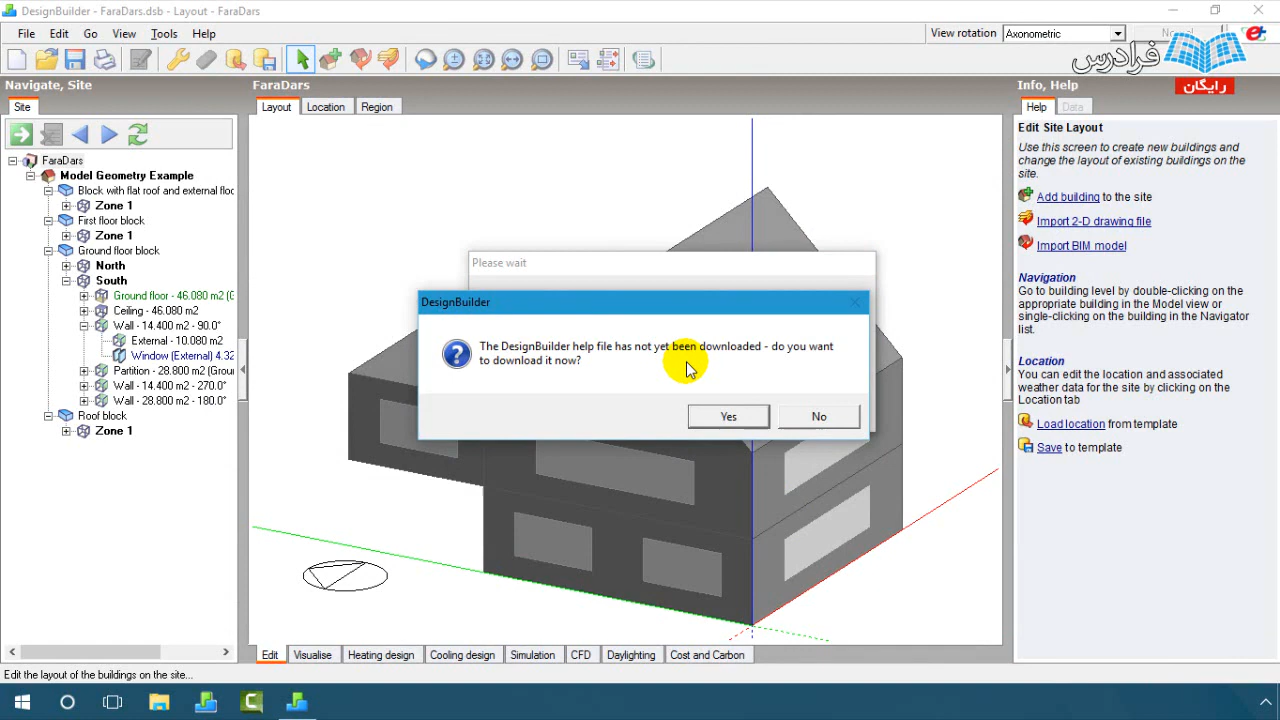 DesignBuilder - FaraDars.dsb - Layout - FaraDars
File Edit Go View Tools Help
View rotation Axonometric Normal
فرادرس
رایگان
Navigate, Site
FaraDars
Info, Help
Site
Layout Location Region
Help Data
FaraDars
Model Geometry Example
Block with flat roof and external floo
Zone 1
First floor block
Zone 1
Ground floor block
North
South
Ground floor - 46.080 m2 (0
Ceiling - 46.080 m2
Wall - 14.400 m2 - 90.0°
External - 10.080 m2
Window (External) 4.32
Partition - 28.800 m2 (Grou
Wall - 14.400 m2 - 270.0°
Wall - 28.800 m2 - 180.0°
Roof block
Zone 1
Please wait
DesignBuilder
The DesignBuilder help file has not yet been downloaded - do you want
to download it now?
Yes No
Edit Site Layout
Use this screen to create new buildings and
change the layout of existing buildings on the
site.
Add building to the site
Import 2-D drawing file
Import BIM model
Navigation
Go to building level by double-clicking on the
appropriate building in the Model view or
single-clicking on the building in the Navigator
list.
Location
You can edit the location and associated
weather data for the site by clicking on the
Location tab
Load location from template
Save to template
Edit Visualise Heating design Cooling design Simulation CFD Daylighting Cost and Carbon
Edit the layout of the buildings on the site...